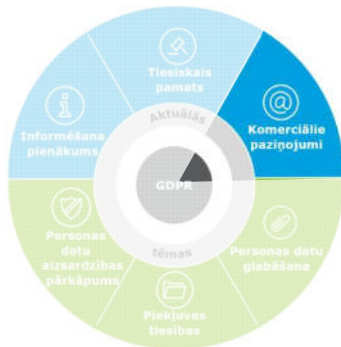 Tiesiskais
pamats
Komerciālie
paziņojumi
Informēšana
pienākums
Aktuālās
GDPR
tēmas
Personas
datu
aizsardzības
pārkāpums
Personas datu
glabāšana
Piekļuves
tiesības